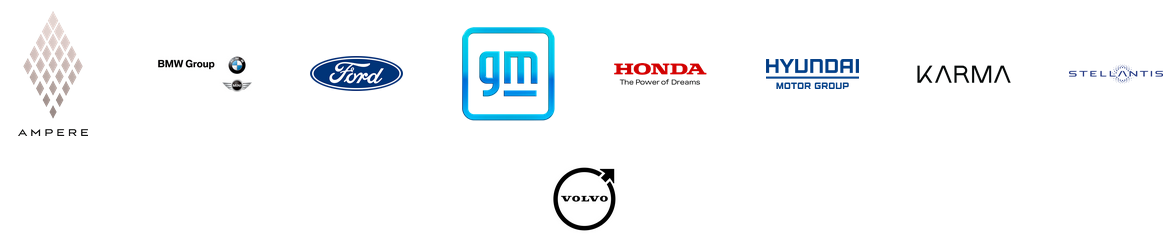 AMPERE
BMW Group
Ford
gm
HONDA
The Power of Dreams
HYUNDAI
MOTOR GROUP
KARMA
STELLANTIS
VOLVO